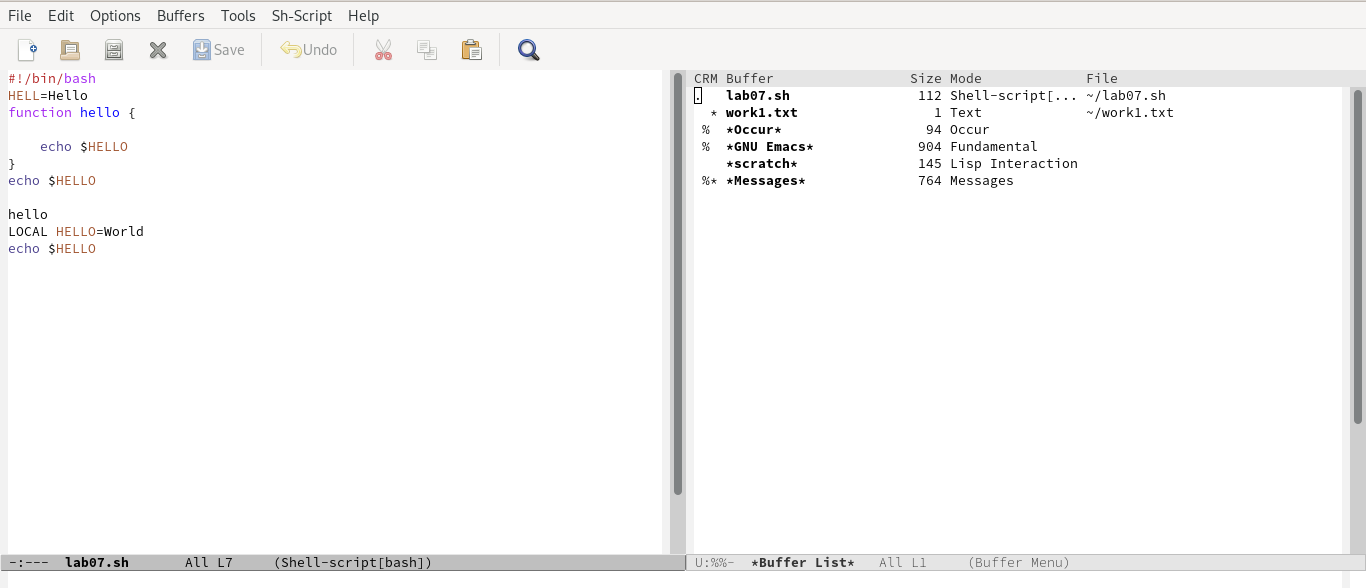 File Edit Options Buffers Tools Sh-Script Help
Save Undo
#!/bin/bash
HELL=Hello
function hello {
echo $HELLO
}
echo $HELLO
hello
LOCAL HELLO=World
echo $HELLO
-:--- lab07.sh All L7 (Shell-script[bash])
CRM Buffer Size Mode File
. lab07.sh 112 Shell-script[... ~/lab07.sh
* work1.txt 1 Text ~/work1.txt
% *Occur* 94 Occur
% *GNU Emacs* 904 Fundamental
*scratch* 145 Lisp Interaction
%* *Messages* 764 Messages
U:%%- *Buffer List* All L1 (Buffer Menu)